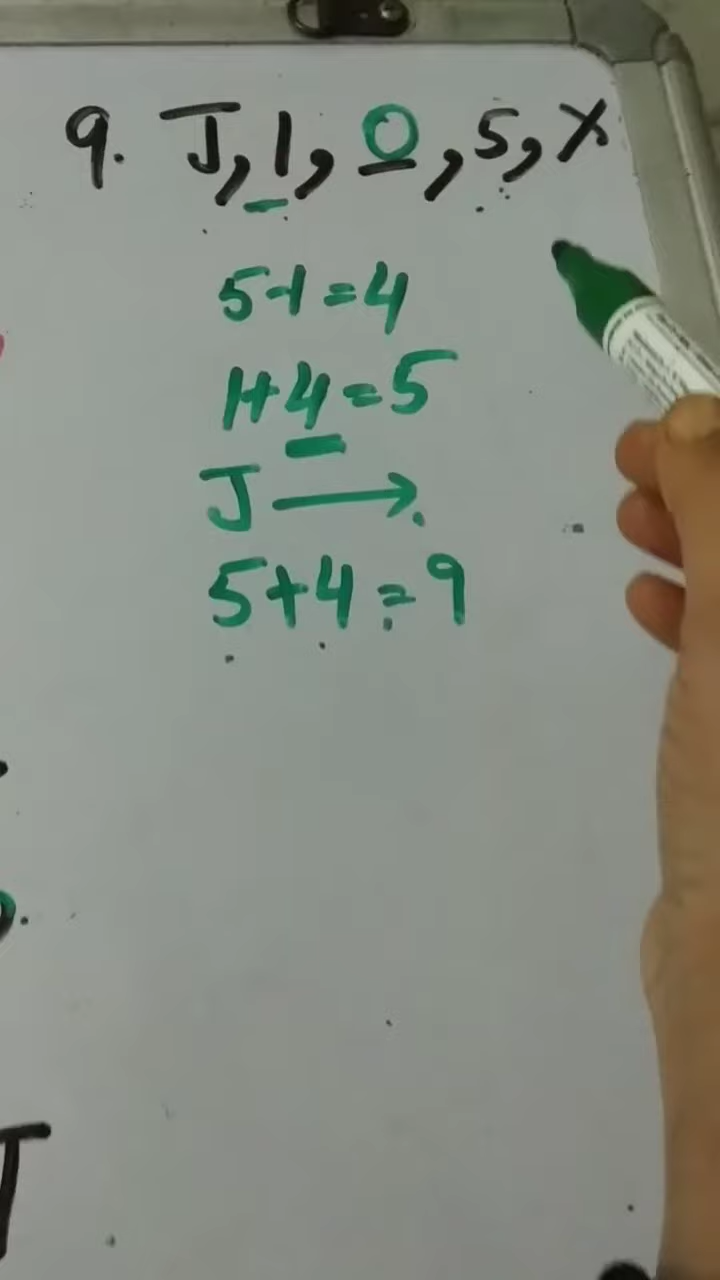 9. J, 1, O, 5, X
5-1=4
1+4=5
J →
5+4=9
J